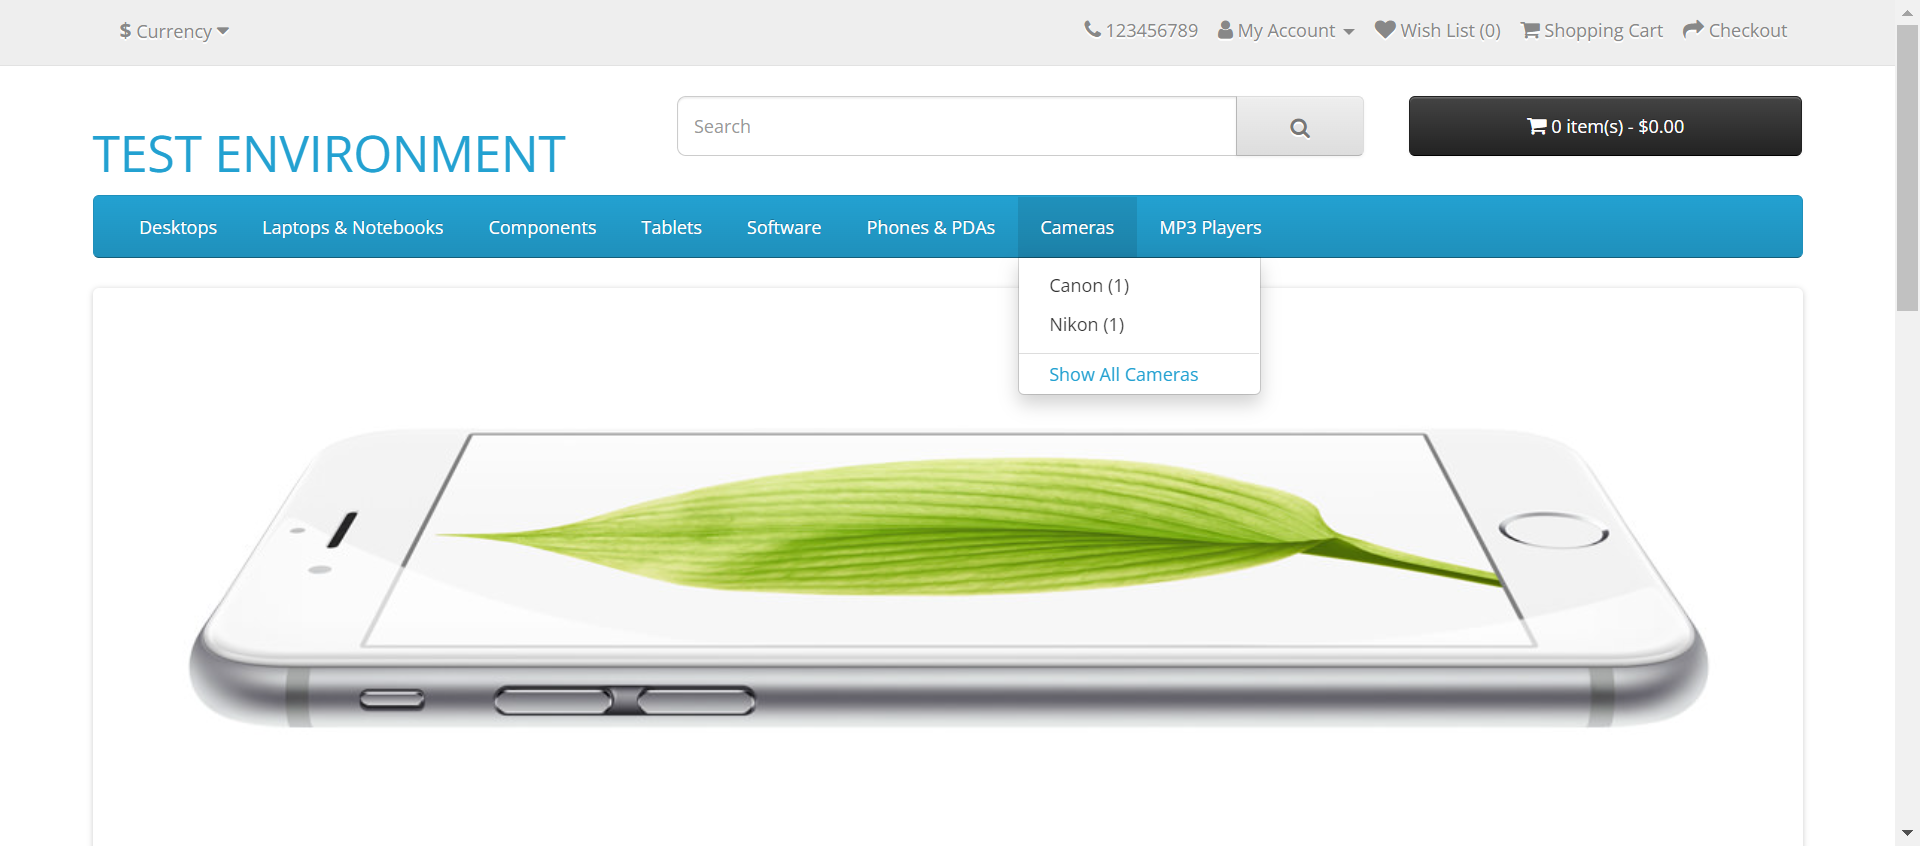 $ Currency
123456789 My Account Wish List (0) Shopping Cart Checkout
TEST ENVIRONMENT
Search
0 item(s) - $0.00
Desktops Laptops & Notebooks Components Tablets Software Phones & PDAs Cameras MP3 Players
Canon (1)
Nikon (1)
Show All Cameras